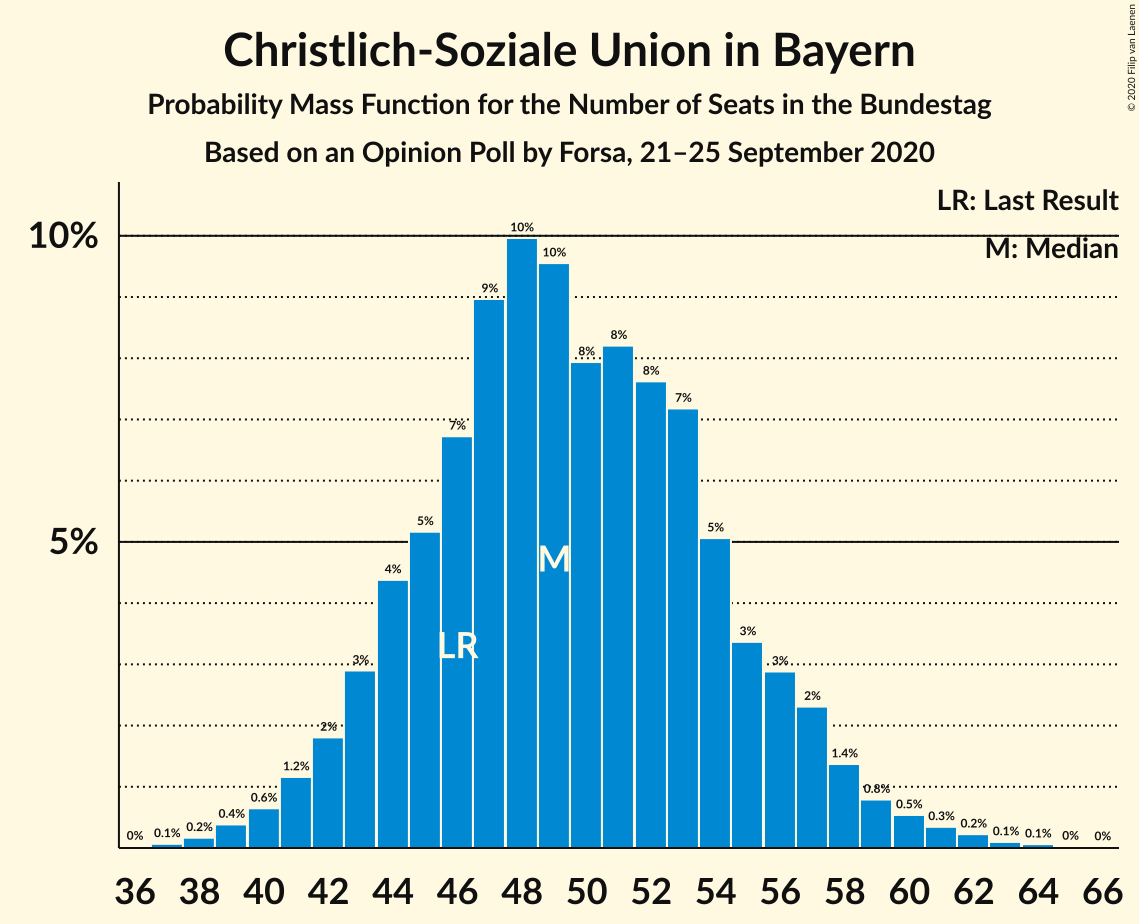 Christlich-Soziale Union in Bayern
Probability Mass Function for the Number of Seats in the Bundestag
Based on an Opinion Poll by Forsa, 21–25 September 2020
© 2020 Filip van Laenen
LR: Last Result
M: Median
10%
5%
0% 0.1% 0.2% 0.4% 0.6% 1.2% 2% 3% 4% 5% 7% 9% 10% 10% 8% 8% 8% 7% 5% 3% 3% 2% 1.4% 0.8% 0.5% 0.3% 0.2% 0.1% 0.1% 0% 0%
LR
M
36 38 40 42 44 46 48 50 52 54 56 58 60 62 64 66